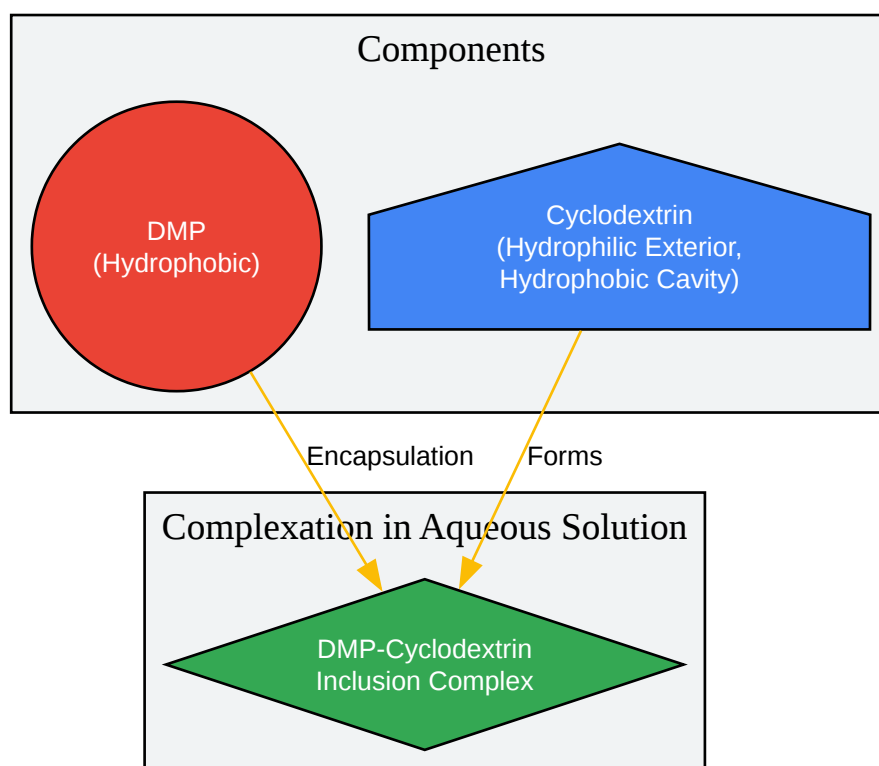 Components
DMP
(Hydrophobic)
Cyclodextrin
(Hydrophilic Exterior,
Hydrophobic Cavity)
Encapsulation
Forms
Complexation in Aqueous Solution
DMP-Cyclodextrin
Inclusion Complex